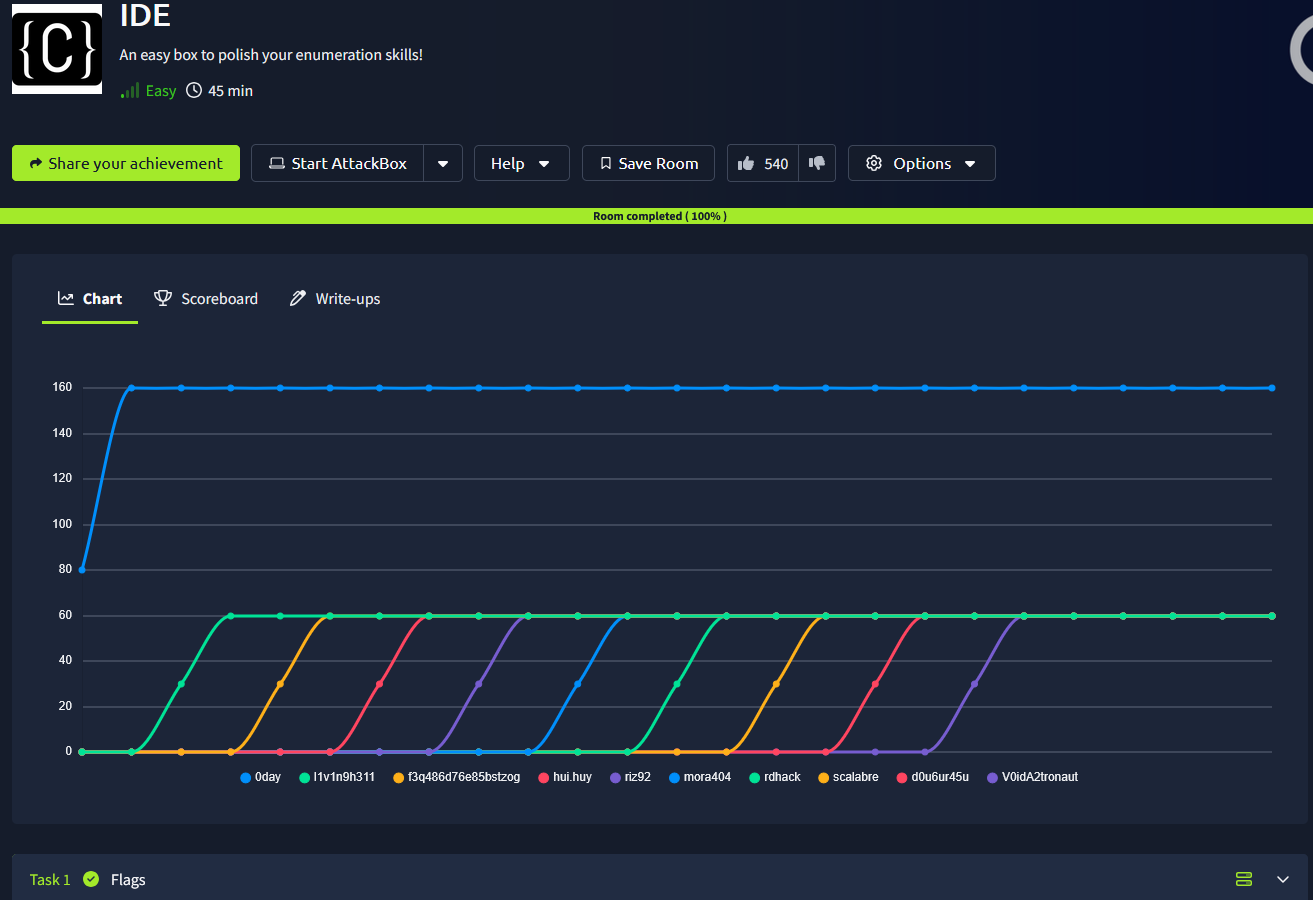 {C}
IDE
An easy box to polish your enumeration skills!
Easy 45 min
Share your achievement Start AttackBox Help Save Room 540 Options
Room completed ( 100% )
Chart Scoreboard Write-ups
160
140
120
100
80
60
40
20
0
0day l1v1n9h311 f3q486d76e85bstzog hui.huy riz92 mora404 rdhack scalabre d0u6ur45u V0idA2tronaut
Task 1 Flags